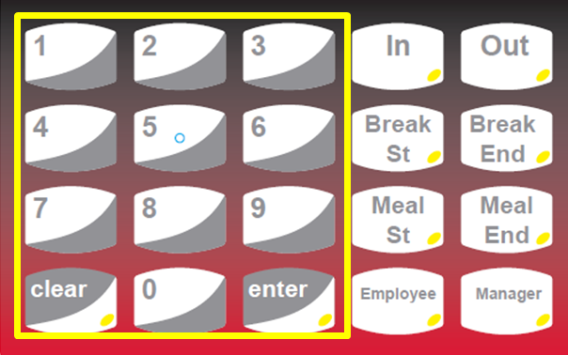 1 2 3 In Out
4 5 6 Break St Break End
7 8 9 Meal St Meal End
clear 0 enter Employee Manager